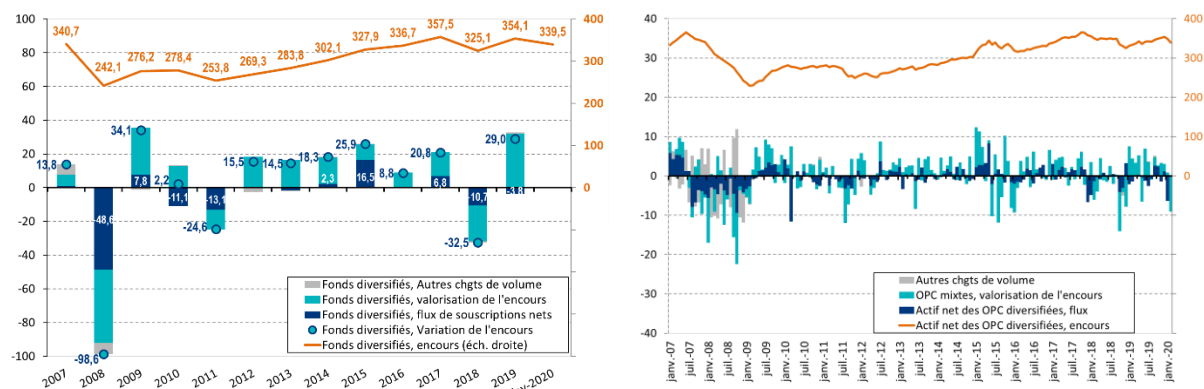 100
80
60
40
20
0
-20
-40
-60
-80
-100
400
300
200
100
0
340,7
242,1
276,2
278,4
253,8
269,3
283,8
302,1
327,9
336,7
357,5
325,1
354,1
339,5
13,8
-98,6
34,1
2,2
-24,6
15,5
14,5
18,3
25,9
8,8
20,8
-32,5
29,0
-48,6
7,8
-11,1
-13,1
2,3
16,5
6,8
-10,7
-3,8
Fonds diversifiés, Autres chgts de volume
Fonds diversifiés, valorisation de l'encours
Fonds diversifiés, flux de souscriptions nets
Fonds diversifiés, Variation de l'encours
Fonds diversifiés, encours (éch. droite)
2007
2008
2009
2010
2011
2012
2013
2014
2015
2016
2017
2018
2019
40
30
20
10
0
-10
-20
-30
-40
400
300
200
100
0
Autres chgts de volume
OPC mixtes, valorisation de l'encours
Actif net des OPC diversifiées, flux
Actif net des OPC diversifiées, encours
janv.-07
juil.-07
janv.-08
juil.-08
janv.-09
juil.-09
janv.-10
juil.-10
janv.-11
juil.-11
janv.-12
juil.-12
janv.-13
juil.-13
janv.-14
juil.-14
janv.-15
juil.-15
janv.-16
juil.-16
janv.-17
juil.-17
janv.-18
juil.-18
janv.-19
juil.-19
janv.-20